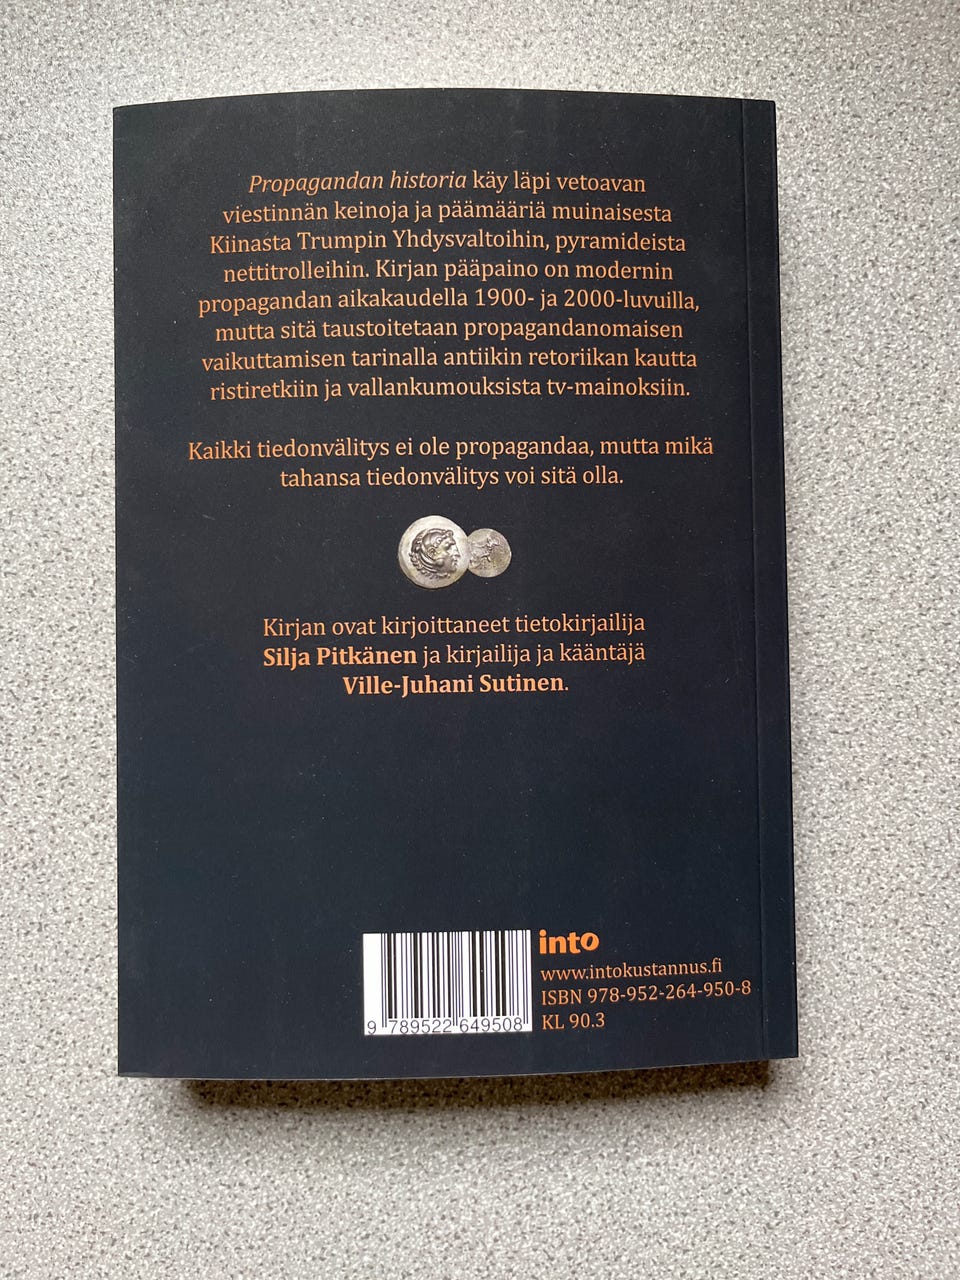 Propagandan historia käy läpi vetoavan
viestinnän keinoja ja päämääriä muinaisesta
Kiinasta Trumpin Yhdysvaltoihin, pyramideista
nettitrolleihin. Kirjan pääpaino on modernin
propagandan aikakaudella 1900- ja 2000-luvuilla,
mutta sitä taustoitetaan propagandanomaisen
vaikuttamisen tarinalla antiikin retoriikan kautta
ristiretkiin ja vallankumouksista tv-mainoksiin.
Kaikki tiedonvälitys ei ole propagandaa, mutta mikä
tahansa tiedonvälitys voi sitä olla.
Kirjan ovat kirjoittaneet tietokirjailija
Silja Pitkänen ja kirjailija ja kääntäjä
Ville-Juhani Sutinen.
into
www.intokustannus.fi
ISBN 978-952-264-950-8
KL 90.3
9 789522 649508